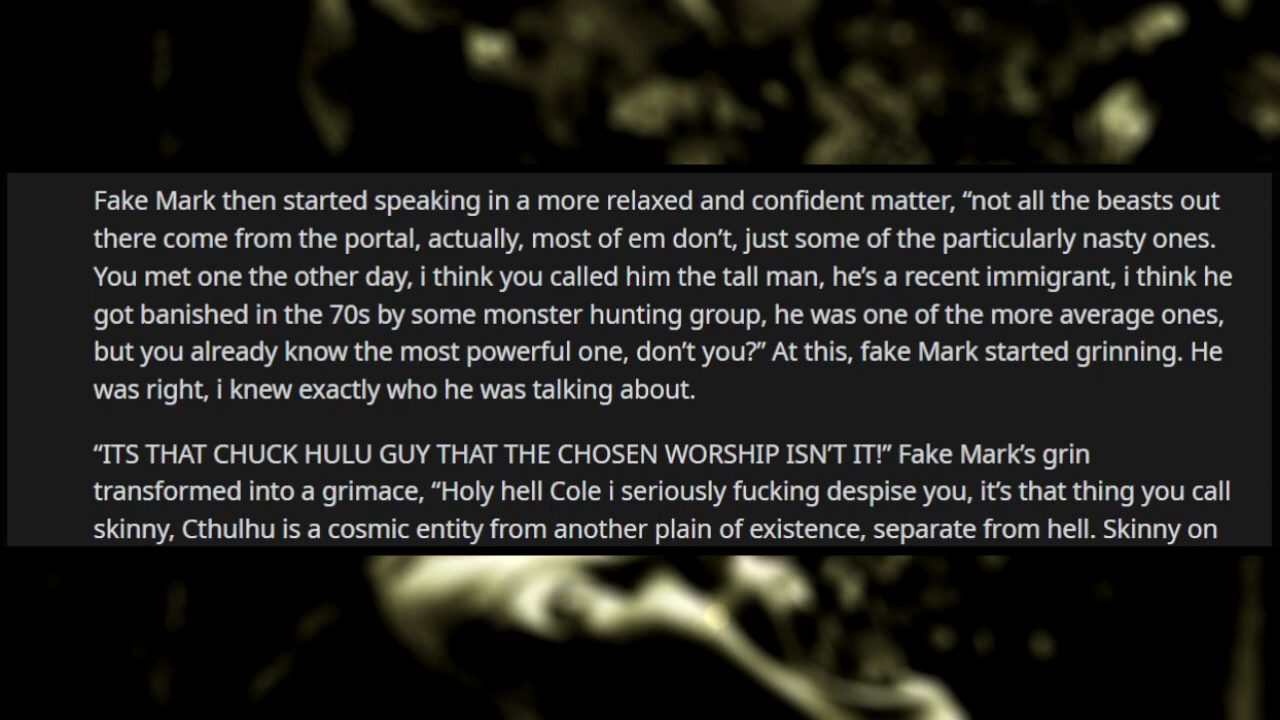 Fake Mark then started speaking in a more relaxed and confident matter, “not all the beasts out
there come from the portal, actually, most of em don’t, just some of the particularly nasty ones.
You met one the other day, i think you called him the tall man, he’s a recent immigrant, i think he
got banished in the 70s by some monster hunting group, he was one of the more average ones,
but you already know the most powerful one, don’t you?” At this, fake Mark started grinning. He
was right, i knew exactly who he was talking about.
“ITS THAT CHUCK HULU GUY THAT THE CHOSEN WORSHIP ISN’T IT!” Fake Mark’s grin
transformed into a grimace, “Holy hell Cole i seriously fucking despise you, it’s that thing you call
skinny, Cthulhu is a cosmic entity from another plain of existence, separate from hell. Skinny on